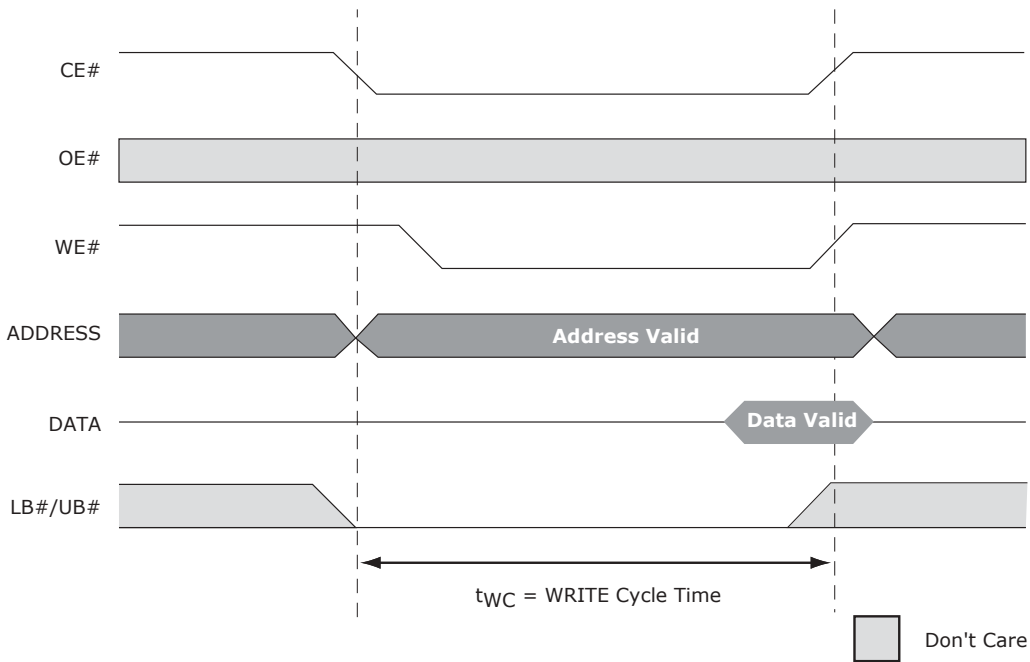 CE#
OE#
WE#
ADDRESS
Address Valid
DATA
Data Valid
LB#/UB#
tWC = WRITE Cycle Time
Don't Care